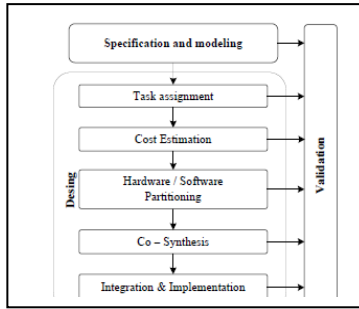 Specification and modeling
Task assignment
Cost Estimation
Hardware / Software
Partitioning
Co – Synthesis
Integration & Implementation
Desing
Validation